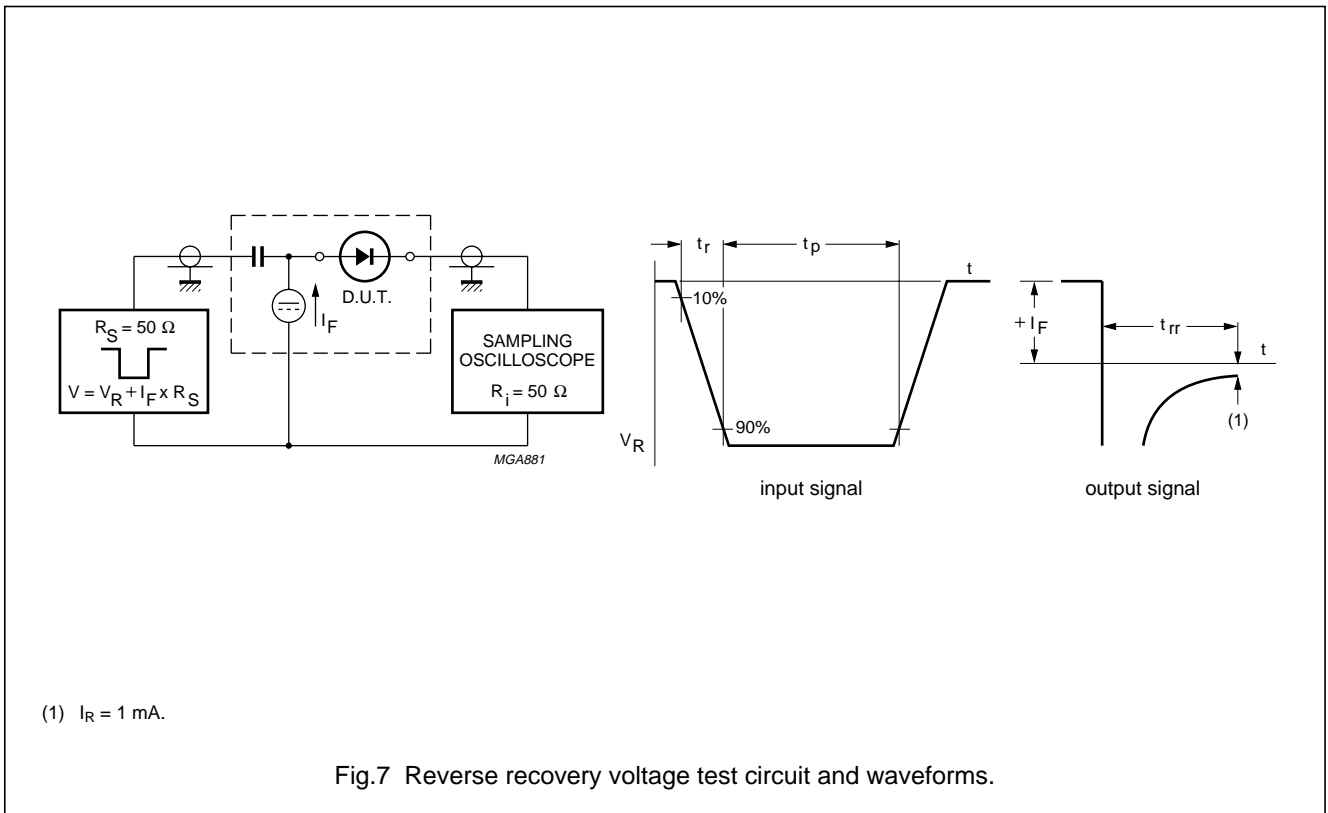 D.U.T.
I_F
R_S = 50 Ω
V = V_R + I_F x R_S
SAMPLING
OSCILLOSCOPE
R_i = 50 Ω
MGA881
t_r
t_p
t
10%
90%
V_R
input signal
+ I_F
t_rr
t
(1)
output signal
(1) I_R = 1 mA.
Fig.7 Reverse recovery voltage test circuit and waveforms.